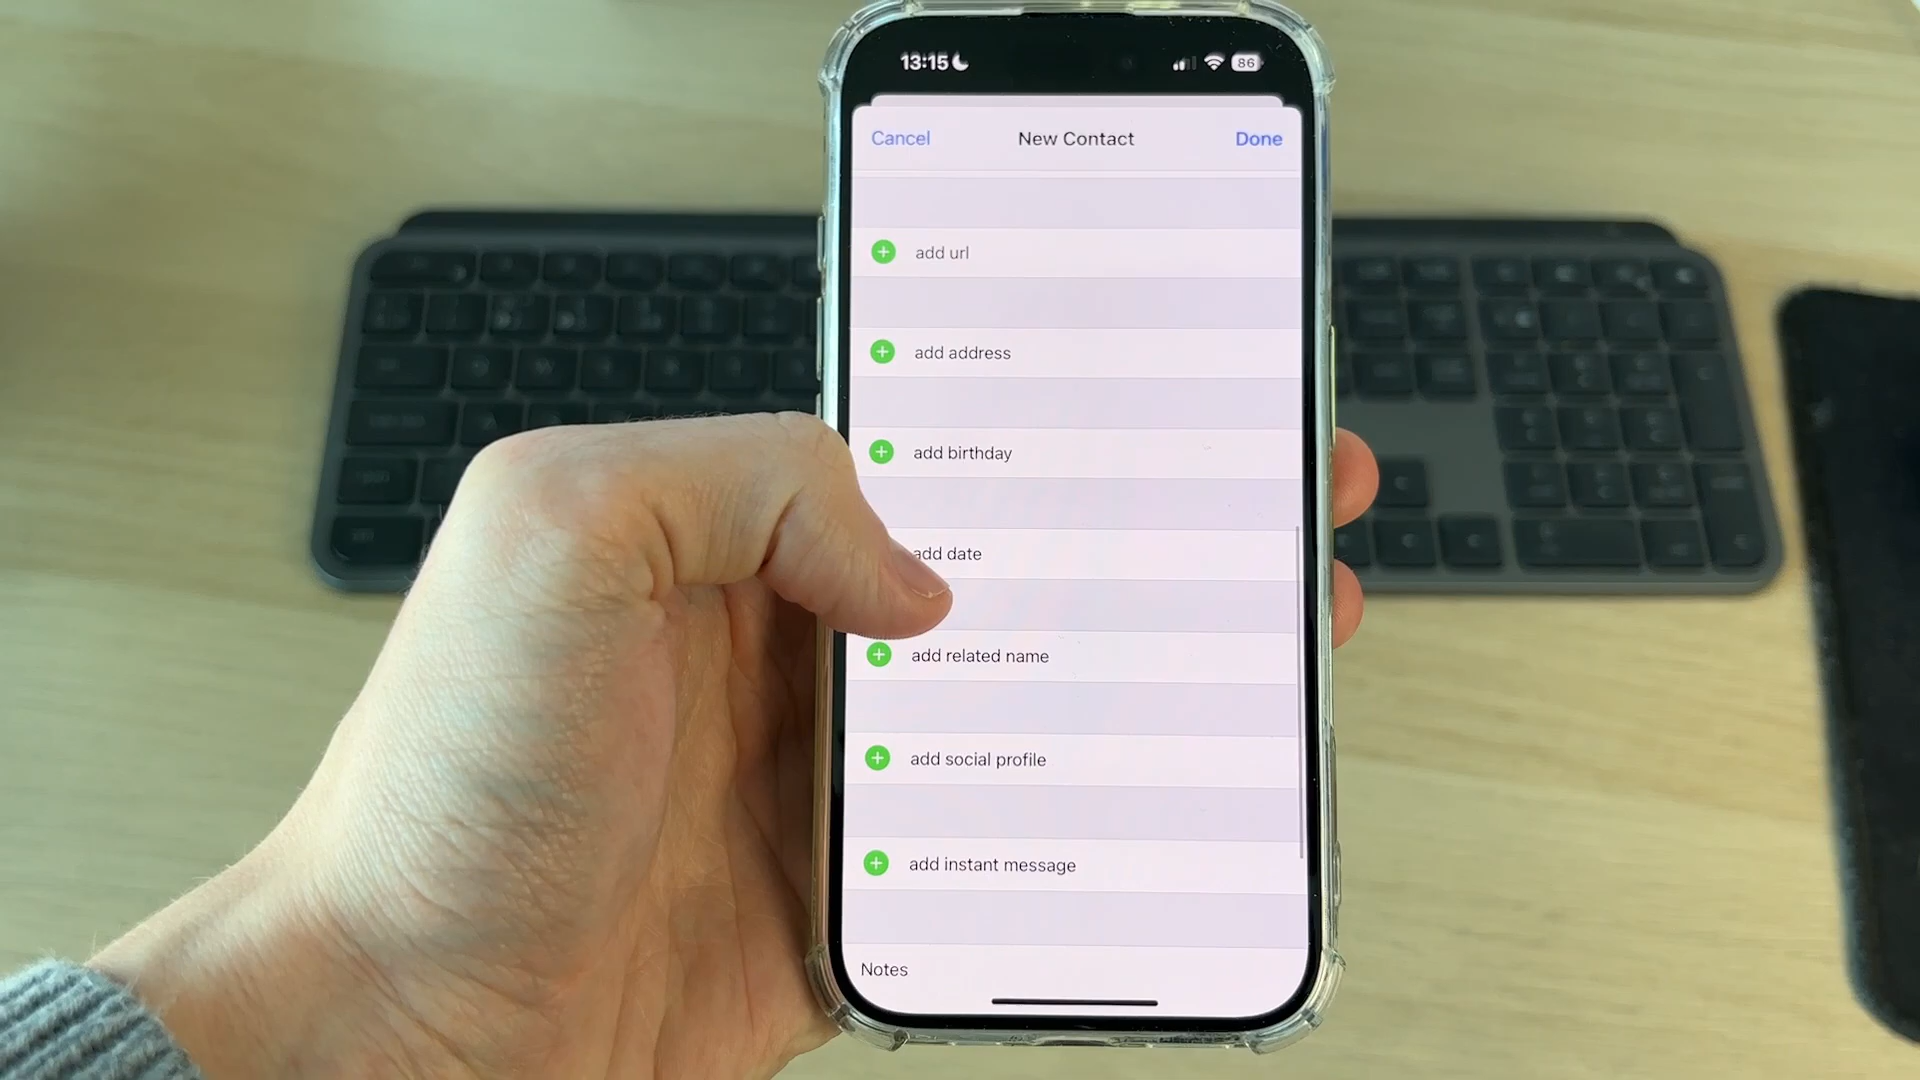 13:15
86
Cancel New Contact Done
add url
add address
add birthday
add date
add related name
add social profile
add instant message
Notes